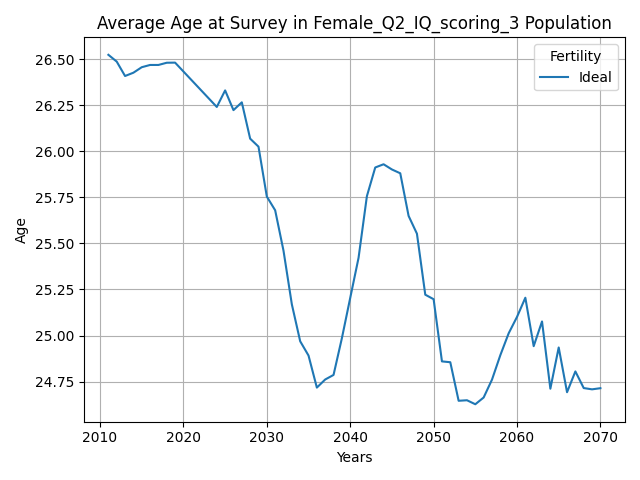 Average Age at Survey in Female_Q2_IQ_scoring_3 Population
Fertility
Ideal
26.50
26.25
26.00
25.75
25.50
25.25
25.00
24.75
Age
2010 2020 2030 2040 2050 2060 2070
Years